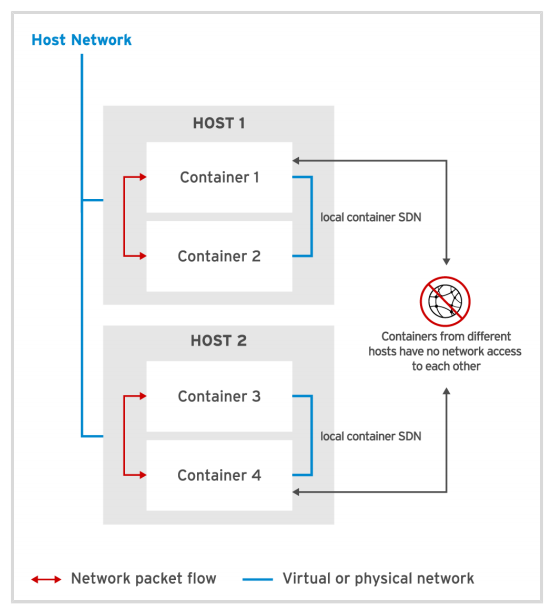 Host Network
HOST 1
Container 1
local container SDN
Container 2
Containers from different
hosts have no network access
to each other
HOST 2
Container 3
local container SDN
Container 4
Network packet flow
Virtual or physical network